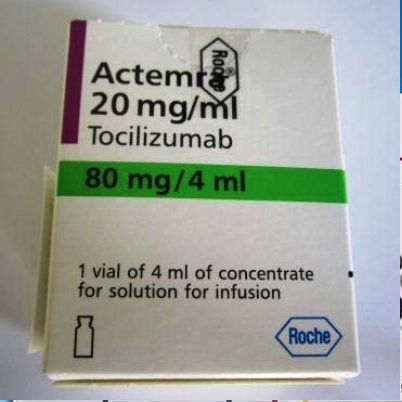 Actemra®
20 mg/ml
Tocilizumab
80 mg/4 ml
1 vial of 4 ml of concentrate
for solution for infusion
Roche
Roche